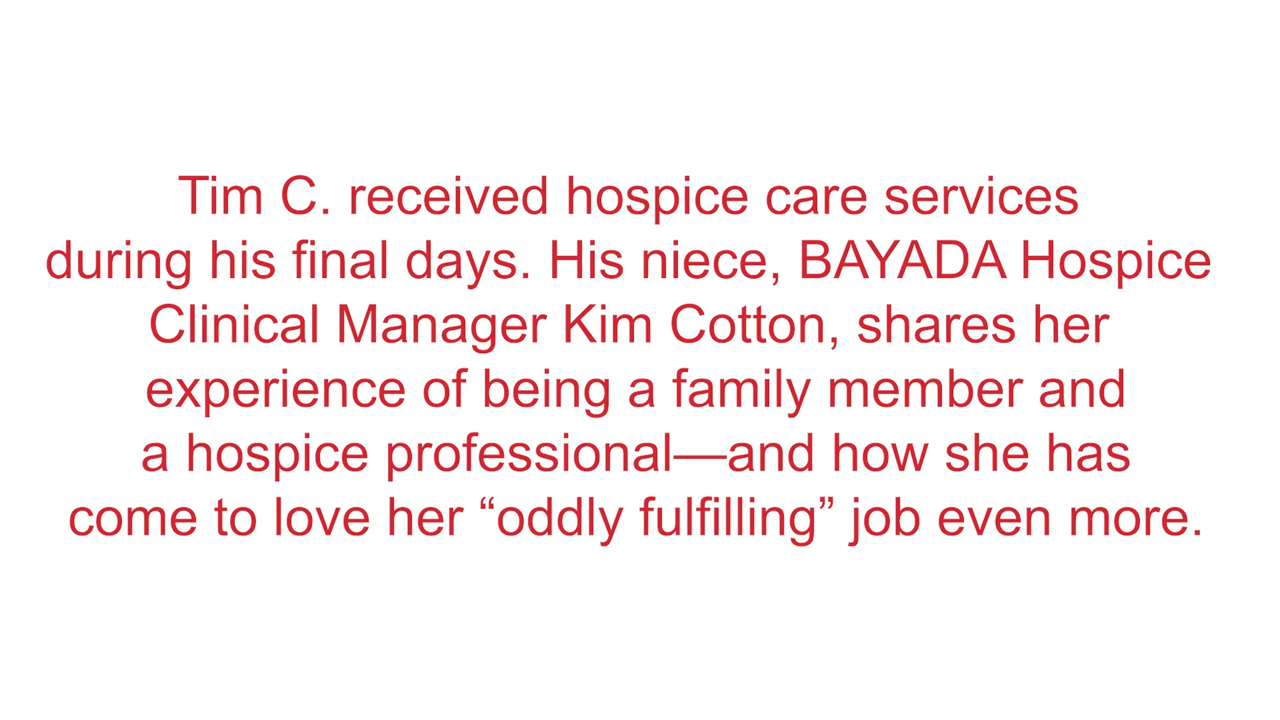 Tim C. received hospice care services
during his final days. His niece, BAYADA Hospice
Clinical Manager Kim Cotton, shares her
experience of being a family member and
a hospice professional—and how she has
come to love her “oddly fulfilling” job even more.